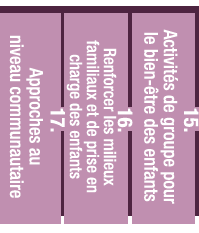 15.
Activités de groupe pour
le bien-être des enfants
16.
Renforcer les milieux
familiaux et de prise en
charge des enfants
17.
Approches au
niveau communautaire